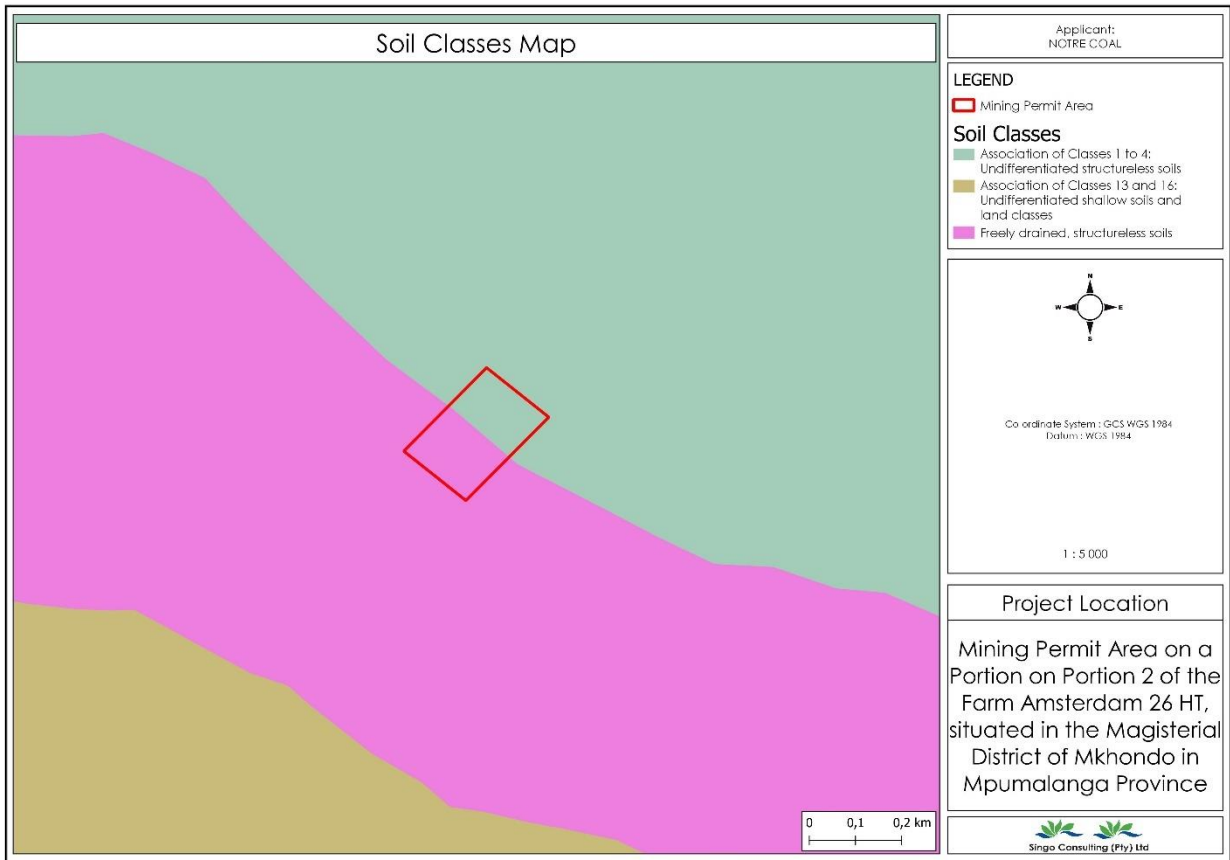 Soil Classes Map
0 0,1 0,2 km
Applicant:
NOTRE COAL
LEGEND
Mining Permit Area
Soil Classes
Association of Classes 1 to 4:
Undifferentiated structureless soils
Association of Classes 13 and 16:
Undifferentiated shallow soils and
land classes
Freely drained, structureless soils
N
W E
S
Co ordinate System : GCS WGS 1984
Datum : WGS 1984
1 : 5 000
Project Location
Mining Permit Area on a
Portion on Portion 2 of the
Farm Amsterdam 26 HT,
situated in the Magisterial
District of Mkhondo in
Mpumalanga Province
Singo Consulting (Pty) Ltd